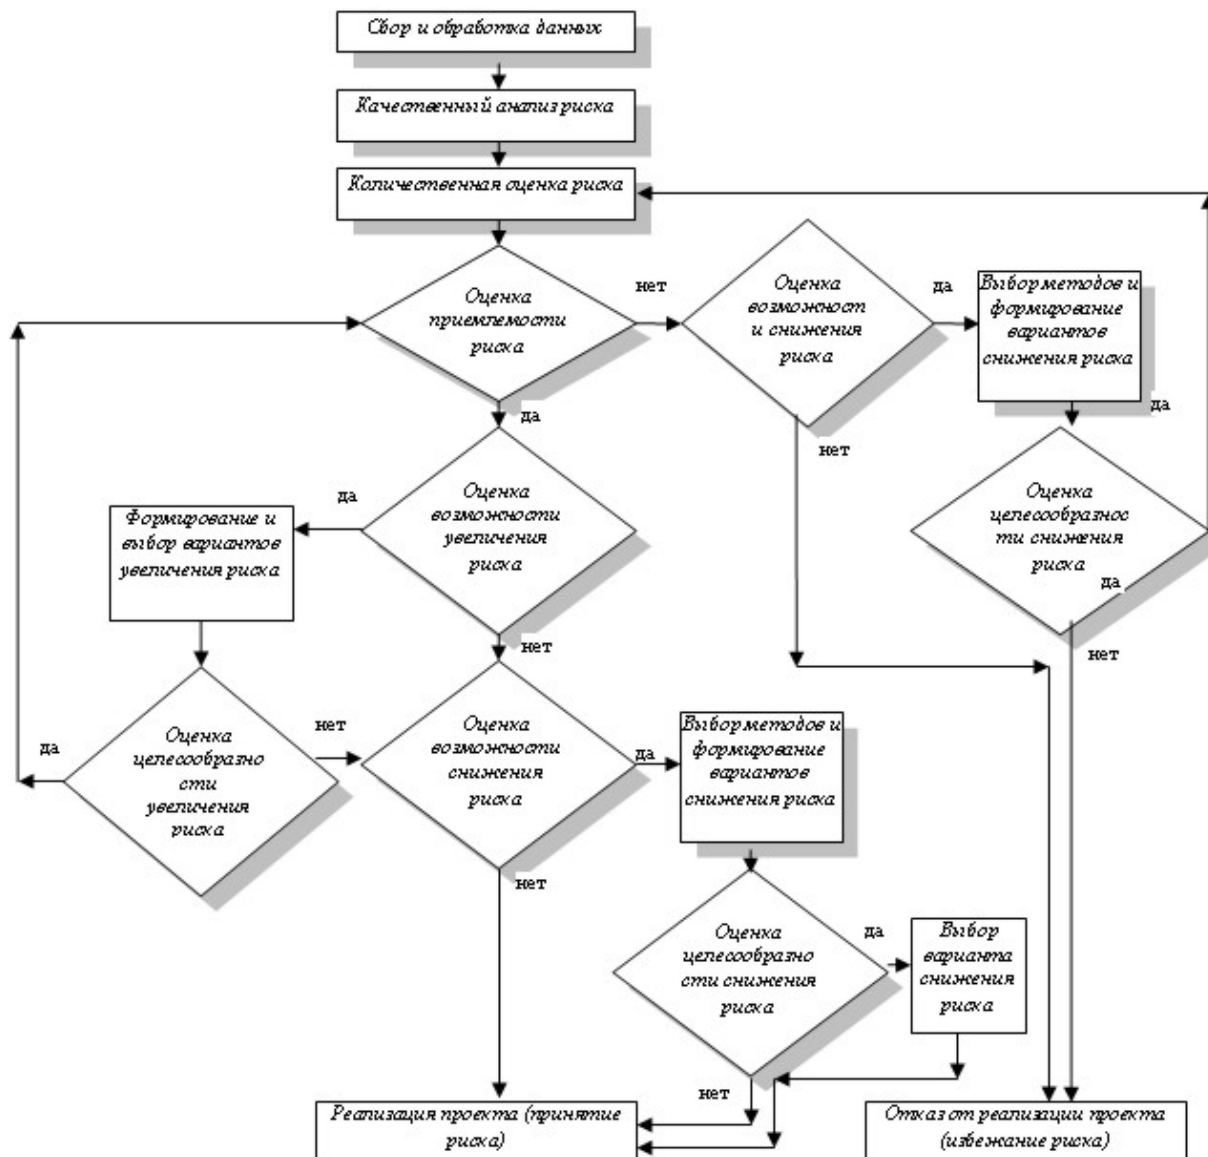 Сбор и обработка данных
Качественный анализ риска
Количественная оценка риска
Оценка
приемлемости
риска
нет
Оценка
возможност
и снижения
риска
да
Выбор методов и
формирование
вариантов
снижения риска
да
да
нет
Оценка
возможности
увеличения
риска
да
Формирование и
выбор вариантов
увеличения риска
Оценка
целесообразнос
ти снижения
риска
да
нет
нет
Оценка
целесообразно
сти
увеличения
риска
да
нет
Оценка
возможности
снижения
риска
да
Выбор методов и
формирование
вариантов
снижения риска
нет
Оценка
целесообразно
сти снижения
риска
да
Выбор
варианта
снижения
риска
нет
Реализация проекта (принятие
риска)
Отказ от реализации проекта
(избежание риска)